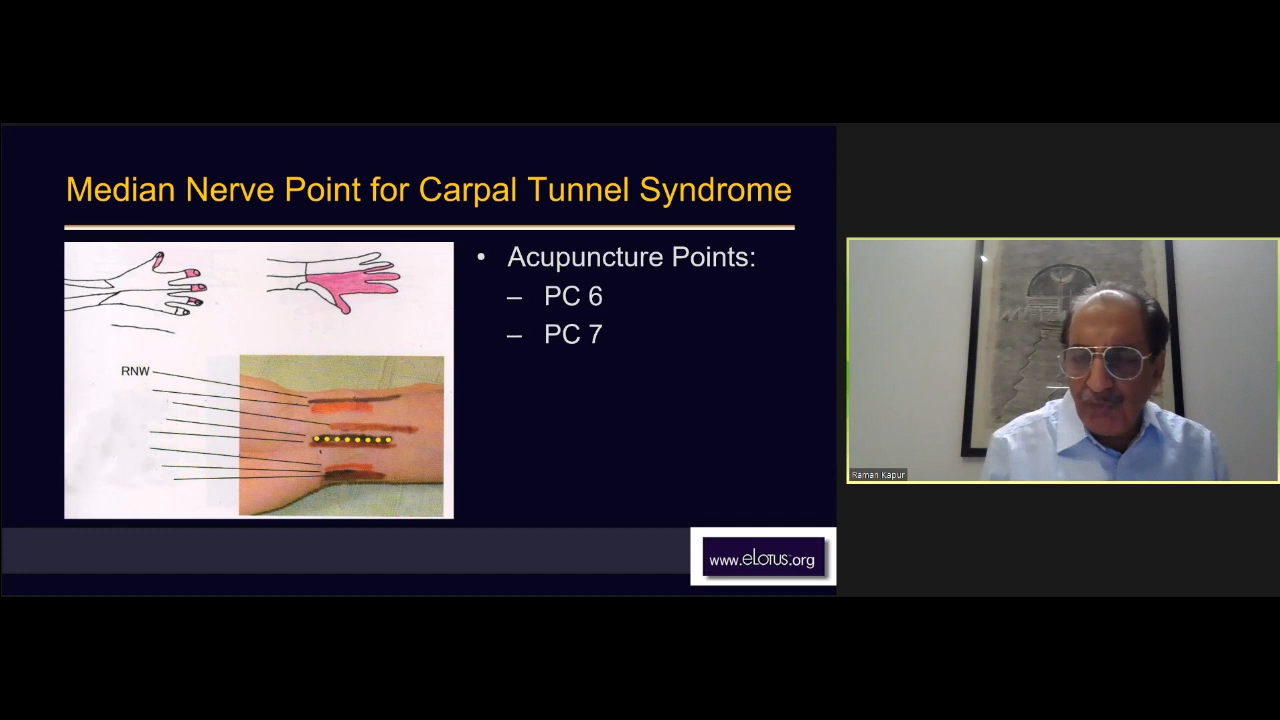 Median Nerve Point for Carpal Tunnel Syndrome
• Acupuncture Points:
– PC 6
– PC 7
RNW
www.eLotus.org
Raman Kapur